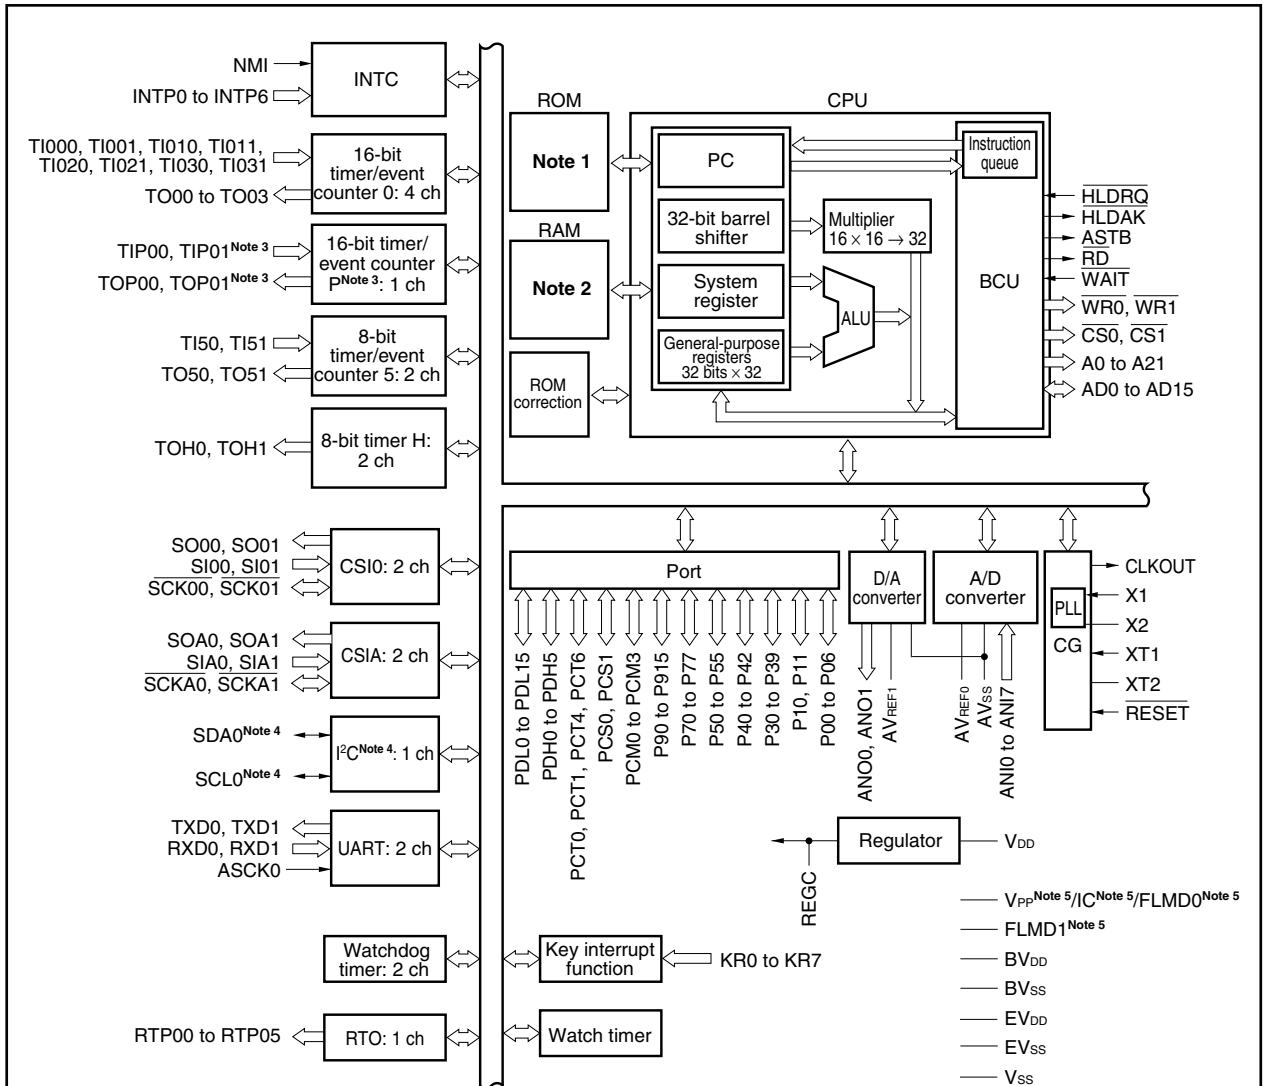 NMI
INTP0 to INTP6
INTC
TI000, TI001, TI010, TI011,
TI020, TI021, TI030, TI031
TO00 to TO03
16-bit
timer/event
counter 0: 4 ch
TIP00, TIP01Note 3
TOP00, TOP01Note 3
16-bit timer/
event counter
PNote 3: 1 ch
TI50, TI51
TO50, TO51
8-bit
timer/event
counter 5: 2 ch
TOH0, TOH1
8-bit timer H:
2 ch
SO00, SO01
SI00, SI01
SCK00, SCK01
CSI0: 2 ch
SOA0, SOA1
SIA0, SIA1
SCKA0, SCKA1
CSIA: 2 ch
SDA0Note 4
SCL0Note 4
I2CNote 4: 1 ch
TXD0, TXD1
RXD0, RXD1
ASCK0
UART: 2 ch
Watchdog
timer: 2 ch
RTP00 to RTP05
RTO: 1 ch
ROM
Note 1
RAM
Note 2
ROM
correction
CPU
PC
32-bit barrel
shifter
System
register
General-purpose
registers
32 bits × 32
Multiplier
16 × 16 → 32
ALU
Instruction
queue
BCU
HLDRQ
HLDAK
ASTB
RD
WAIT
WR0, WR1
CS0, CS1
A0 to A21
AD0 to AD15
Port
PDL0 to PDL15
PDH0 to PDH5
PCT0, PCT1, PCT4, PCT6
PCS0, PCS1
PCM0 to PCM3
P90 to P915
P70 to P77
P50 to P55
P40 to P42
P30 to P39
P10, P11
P00 to P06
D/A
converter
ANO0, ANO1
AVREF1
A/D
converter
AVREF0
AVSS
ANI0 to ANI7
PLL
CG
CLKOUT
X1
X2
XT1
XT2
RESET
Regulator
VDD
REGC
VPPNote 5/ICNote 5/FLMD0Note 5
FLMD1Note 5
BVDD
BVSS
EVDD
EVSS
VSS
Key interrupt
function
KR0 to KR7
Watch timer